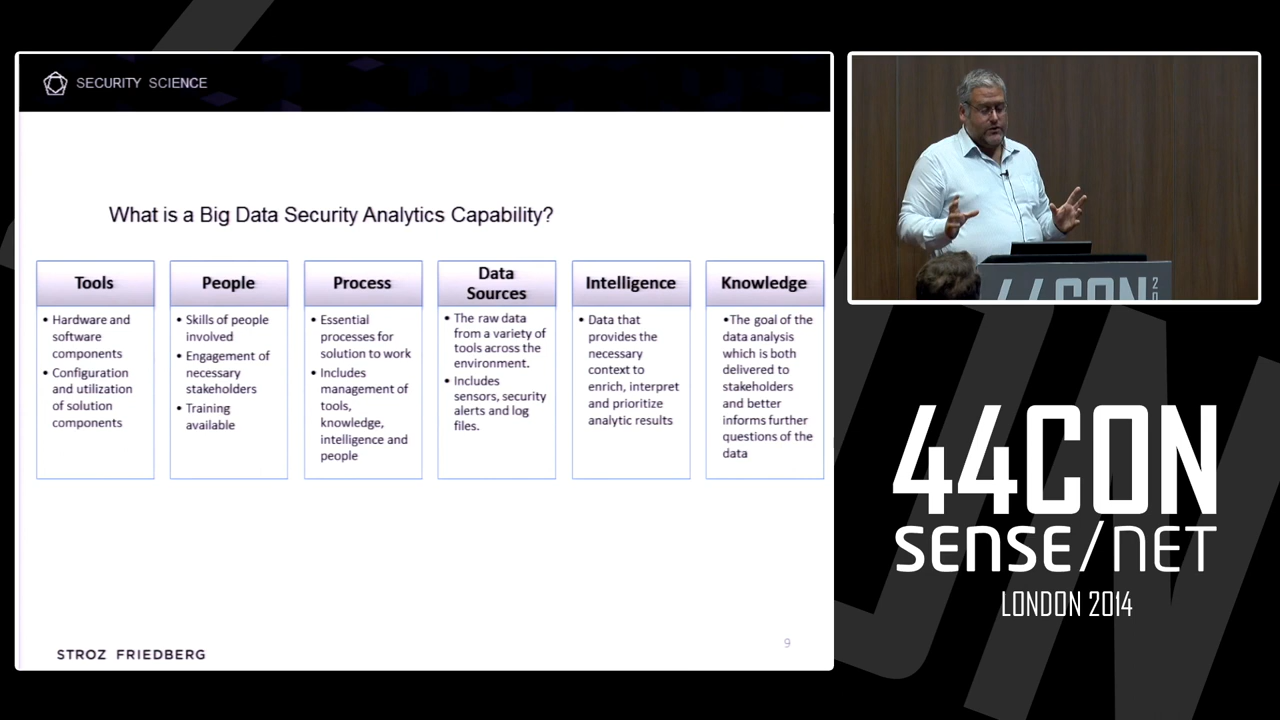 SECURITY SCIENCE
What is a Big Data Security Analytics Capability?
Tools
• Hardware and
software
components
• Configuration
and utilization
of solution
components
People
• Skills of people
involved
• Engagement of
necessary
stakeholders
• Training
available
Process
• Essential
processes for
solution to work
• Includes
management of
tools,
knowledge,
intelligence and
people
Data
Sources
• The raw data
from a variety of
tools across the
environment.
• Includes
sensors, security
alerts and log
files.
Intelligence
• Data that
provides the
necessary
context to
enrich, interpret
and prioritize
analytic results
Knowledge
•The goal of the
data analysis
which is both
delivered to
stakeholders
and better
informs further
questions of the
data
STROZ FRIEDBERG
9
44CON
44CON
SENSE/NET
LONDON 2014